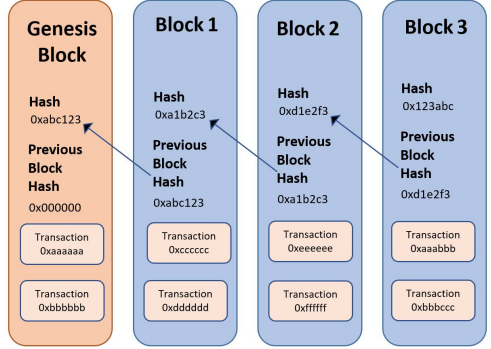 Genesis
Block
Hash
0xabc123
Previous
Block
Hash
0x000000
Transaction
0xaaaaaa
Transaction
0xbbbbbb
Block 1
Hash
0xa1b2c3
Previous
Block
Hash
0xabc123
Transaction
0xcccccc
Transaction
0xdddddd
Block 2
Hash
0xd1e2f3
Previous
Block
Hash
0xa1b2c3
Transaction
0xeeeeee
Transaction
0xffffff
Block 3
Hash
0x123abc
Previous
Block
Hash
0xd1e2f3
Transaction
0xaaabbb
Transaction
0xbbbccc